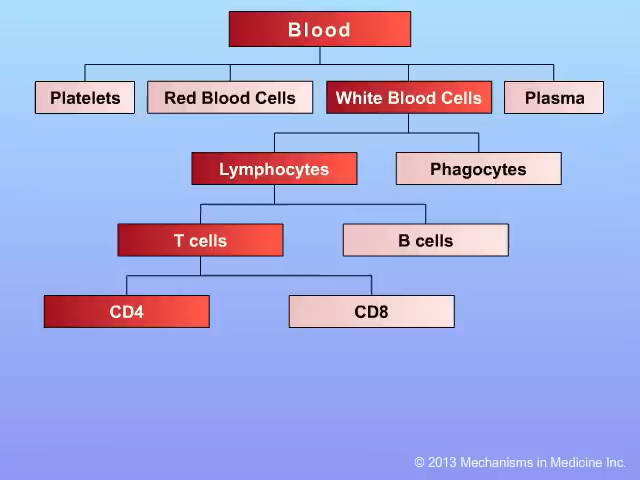 Blood
Platelets
Red Blood Cells
White Blood Cells
Plasma
Lymphocytes
Phagocytes
T cells
B cells
CD4
CD8
© 2013 Mechanisms in Medicine Inc.